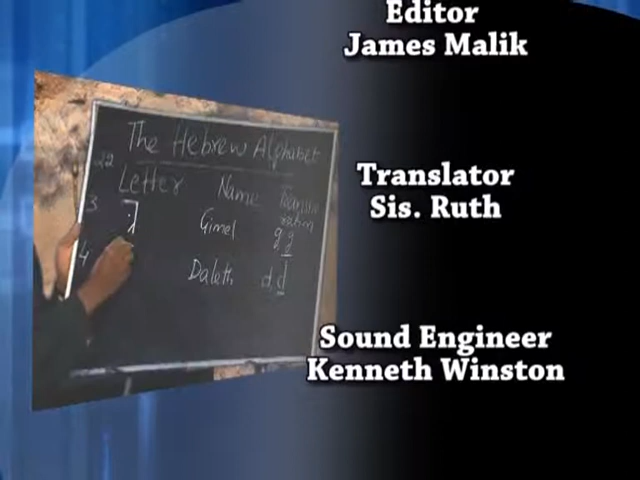 Editor
James Malik
Translator
Sis. Ruth
Sound Engineer
Kenneth Winston
The Hebrew Alphabet
22
Letter Name
3 גּ Gimel g g
4 Daleth d, d